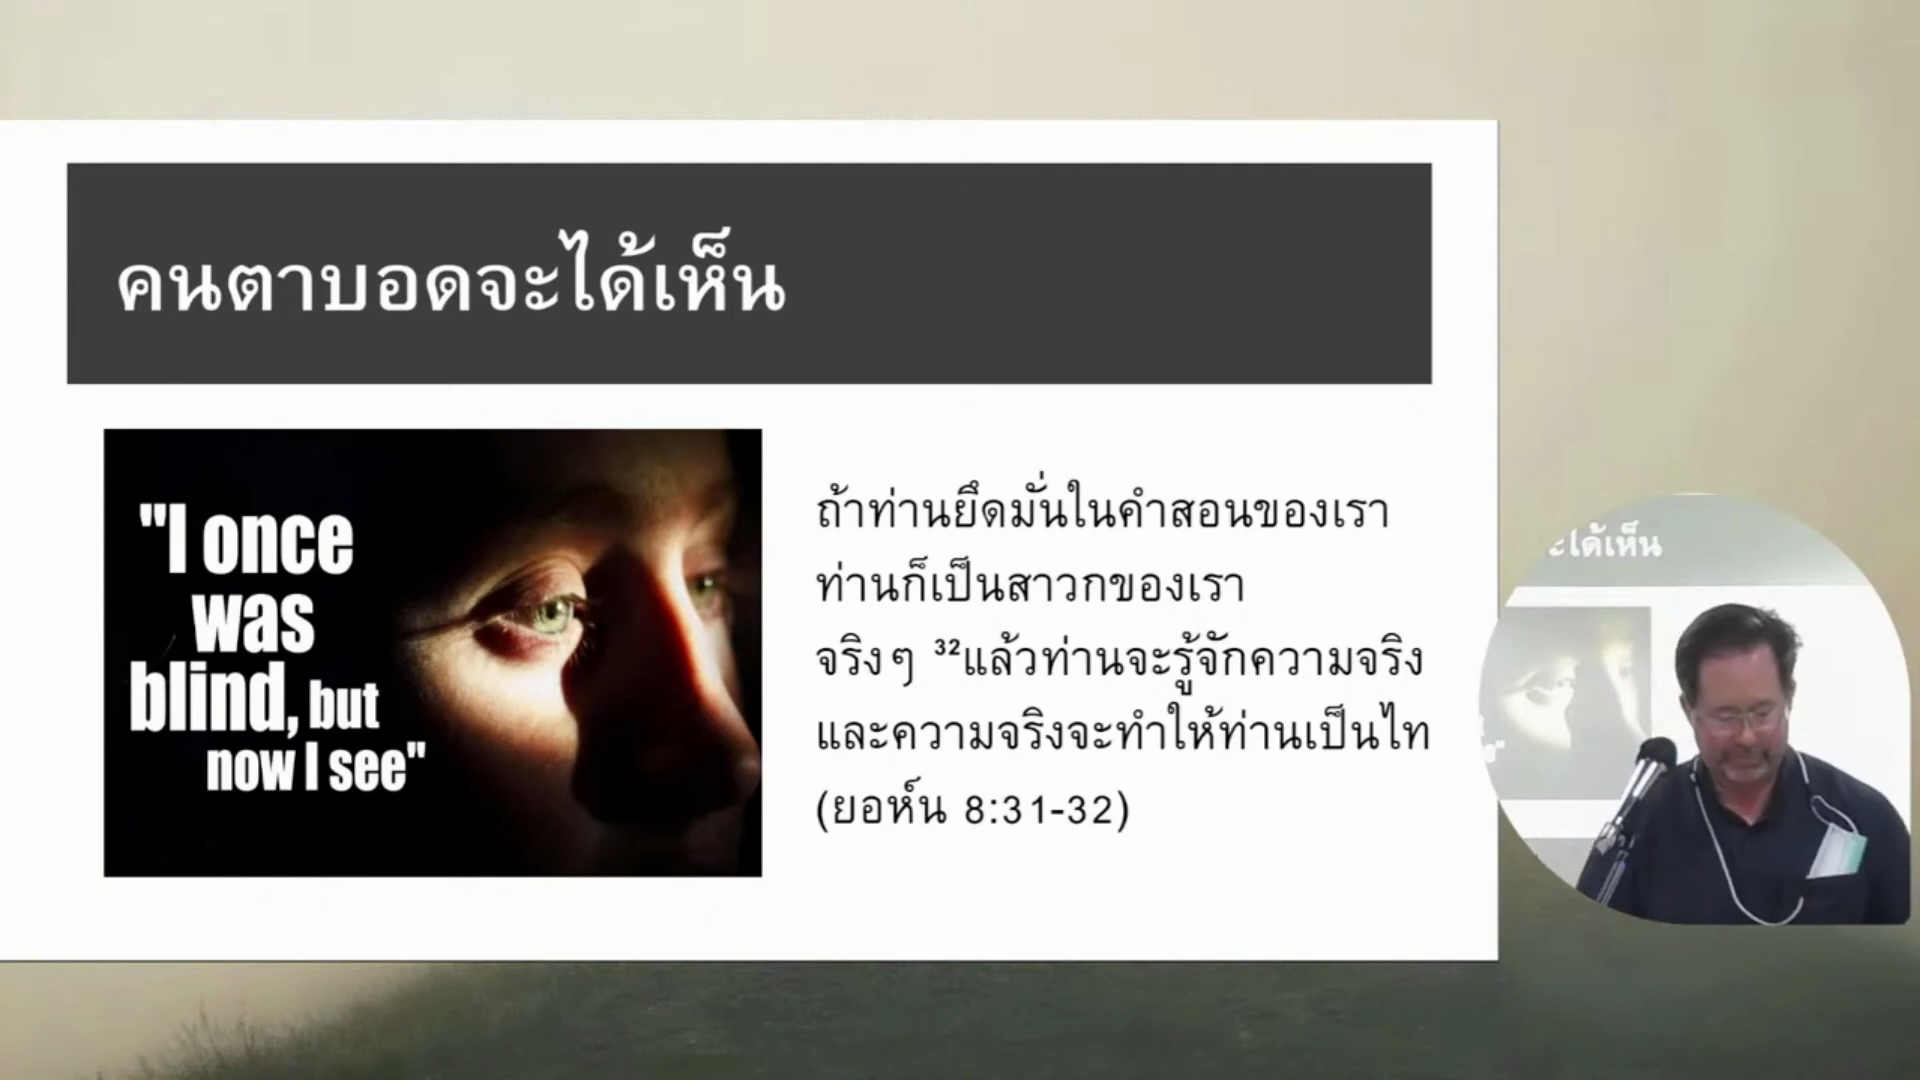 คนตาบอดจะได้เห็น
"I once
was
blind, but
now I see"
ถ้าท่านยึดมั่นในคำสอนของเรา
ท่านก็เป็นสาวกของเรา
จริงๆ ³²แล้วท่านจะรู้จักความจริง
และความจริงจะทำให้ท่านเป็นไท
(ยอห์น 8:31-32)
ะได้เห็น